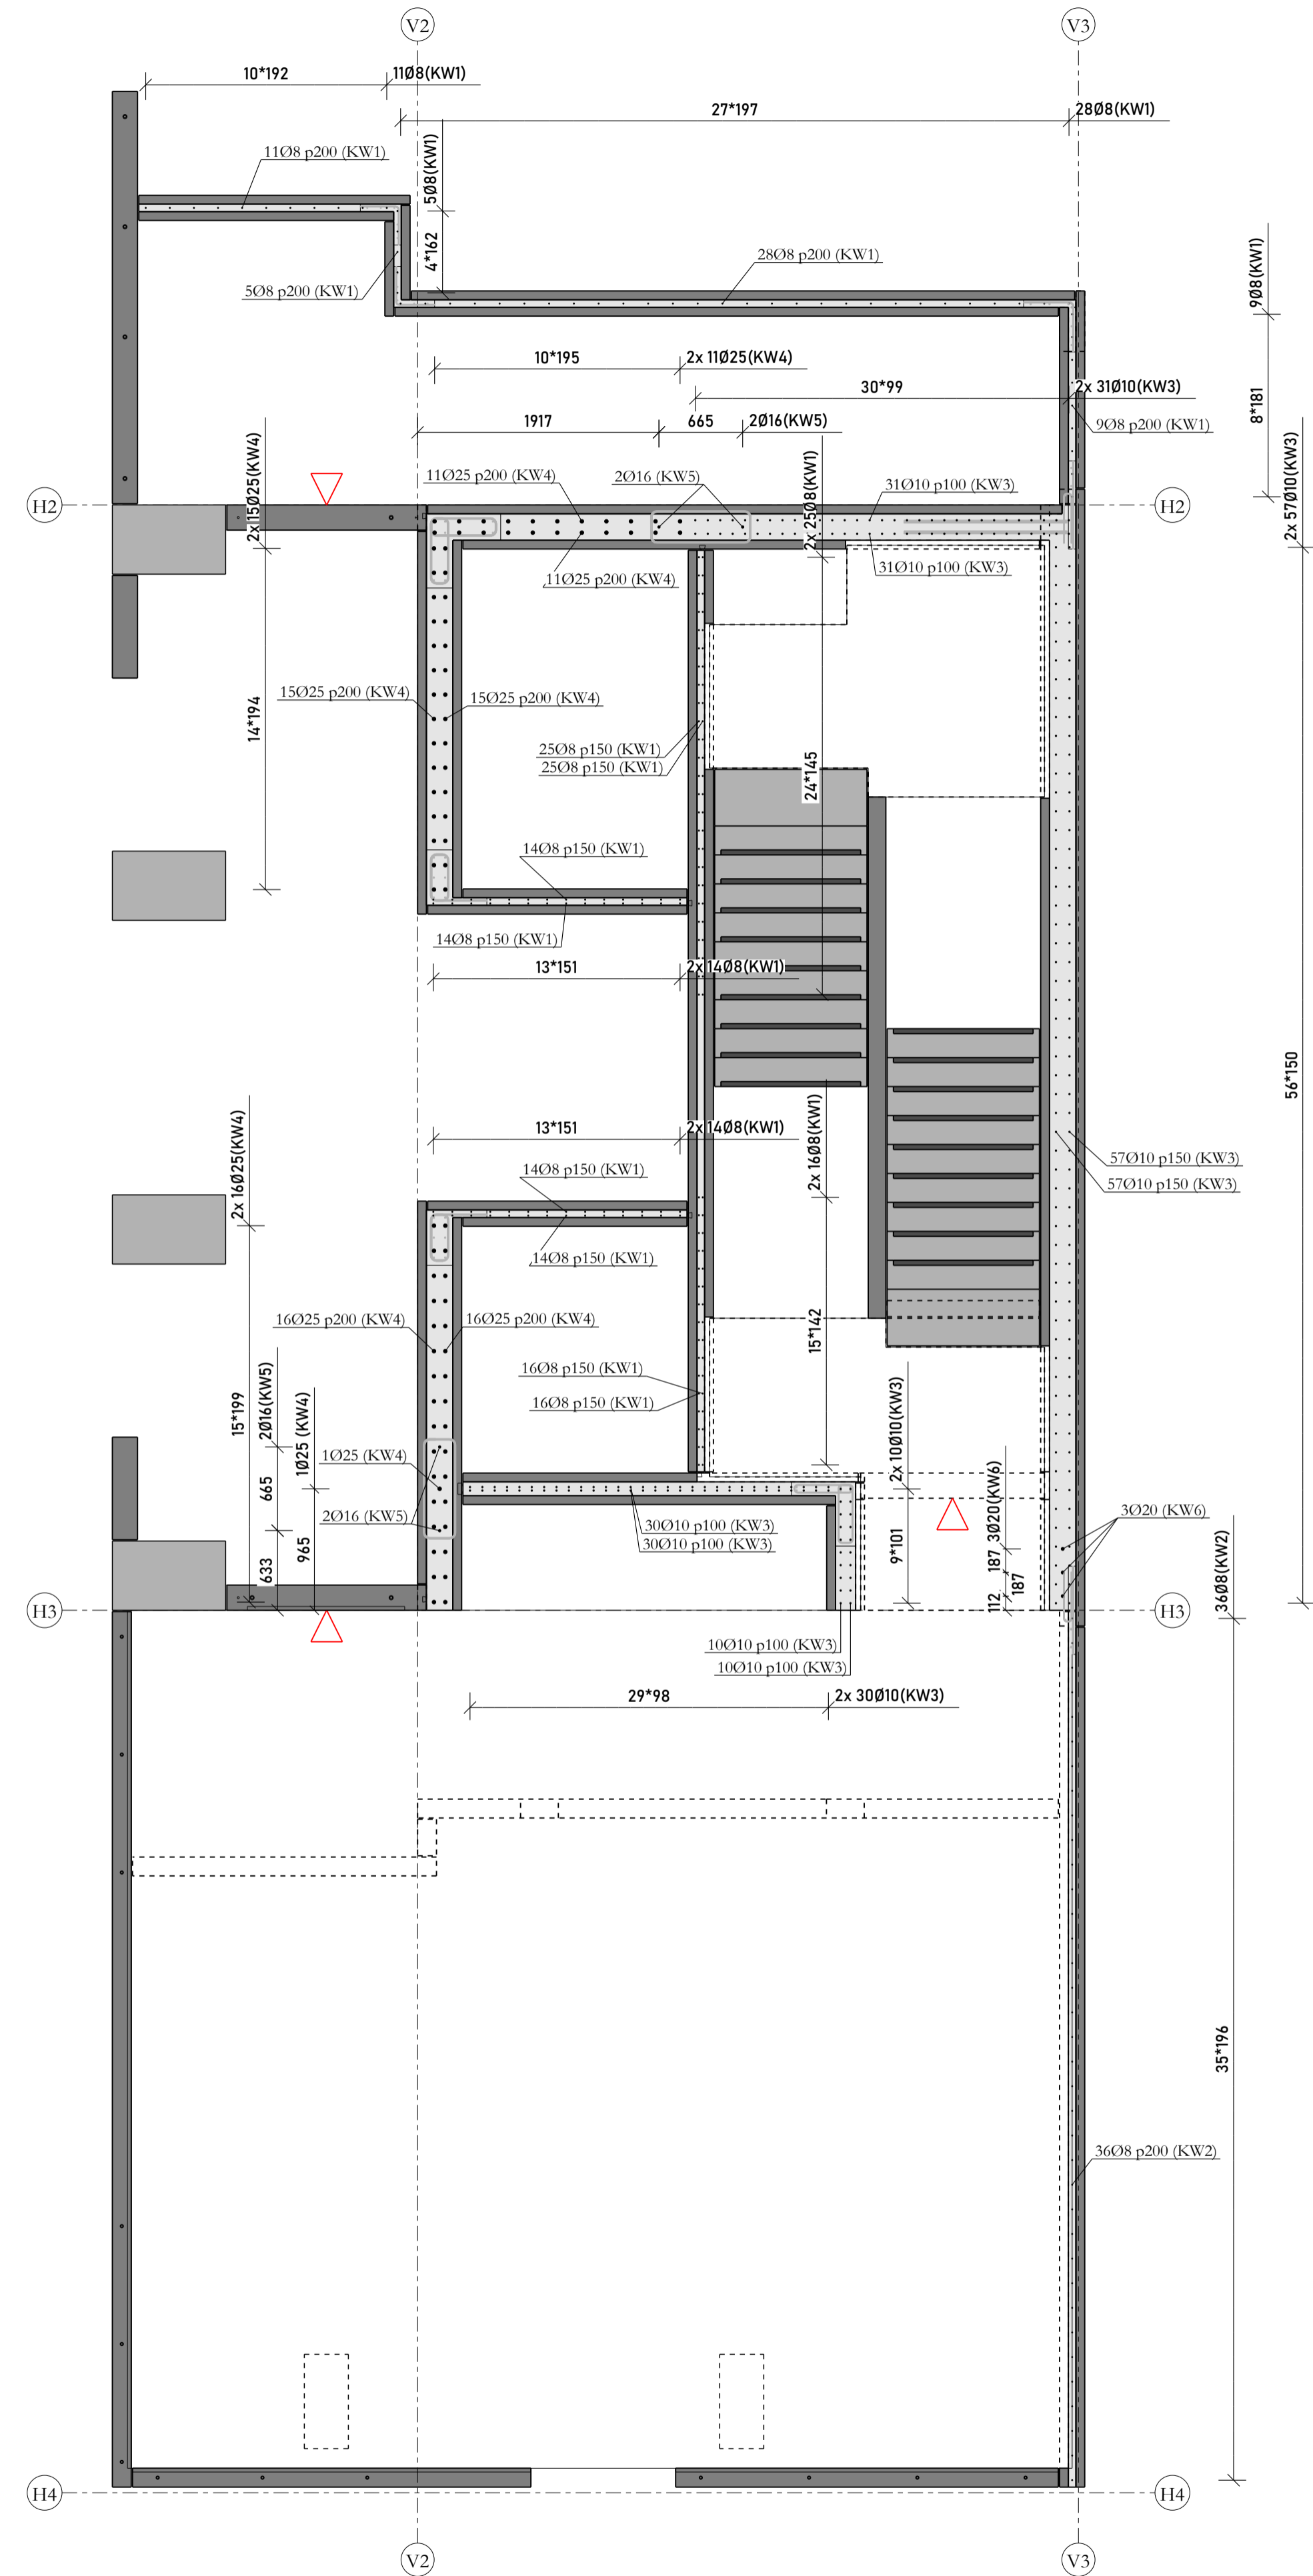 V2
V3
10*192
11Ø8(KW1)
27*197
28Ø8(KW1)
11Ø8 p200 (KW1)
5Ø8(KW1)
4*162
28Ø8 p200 (KW1)
5Ø8 p200 (KW1)
9Ø8(KW1)
10*195
2x 11Ø25(KW4)
30*99
2x 31Ø10(KW3)
8*181
1917
665
2Ø16(KW5)
9Ø8 p200 (KW1)
2x 15Ø25(KW4)
11Ø25 p200 (KW4)
2Ø16 (KW5)
31Ø10 p100 (KW3)
2x 25Ø8(KW1)
2x 57Ø10(KW3)
H2
H2
11Ø25 p200 (KW4)
31Ø10 p100 (KW3)
14*194
15Ø25 p200 (KW4)
15Ø25 p200 (KW4)
25Ø8 p150 (KW1)
25Ø8 p150 (KW1)
24*145
14Ø8 p150 (KW1)
14Ø8 p150 (KW1)
13*151
2x 14Ø8(KW1)
56*150
13*151
2x 14Ø8(KW1)
2x 16Ø8(KW1)
2x 16Ø25(KW4)
14Ø8 p150 (KW1)
57Ø10 p150 (KW3)
57Ø10 p150 (KW3)
14Ø8 p150 (KW1)
16Ø25 p200 (KW4)
16Ø25 p200 (KW4)
15*142
16Ø8 p150 (KW1)
16Ø8 p150 (KW1)
15*199
2Ø16(KW5)
665
633
1Ø25 (KW4)
965
1Ø25 (KW4)
2Ø16 (KW5)
30Ø10 p100 (KW3)
30Ø10 p100 (KW3)
2x 10Ø10(KW3)
9*101
3Ø20(KW6)
187
187
112
3Ø20 (KW6)
36Ø8(KW2)
H3
H3
10Ø10 p100 (KW3)
10Ø10 p100 (KW3)
29*98
2x 30Ø10(KW3)
35*196
36Ø8 p200 (KW2)
H4
H4
V2
V3